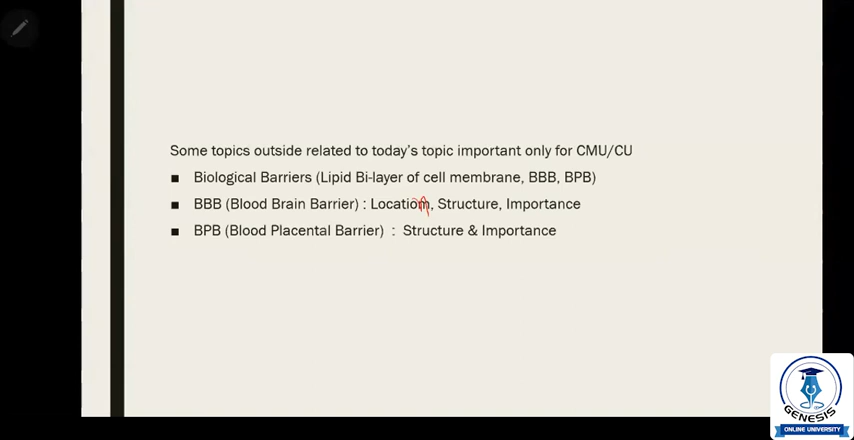 Some topics outside related to today's topic important only for CMU/CU
■ Biological Barriers (Lipid Bi-layer of cell membrane, BBB, BPB)
■ BBB (Blood Brain Barrier) : Locatiom, Structure, Importance
■ BPB (Blood Placental Barrier) : Structure & Importance
GENESIS
ONLINE UNIVERSITY